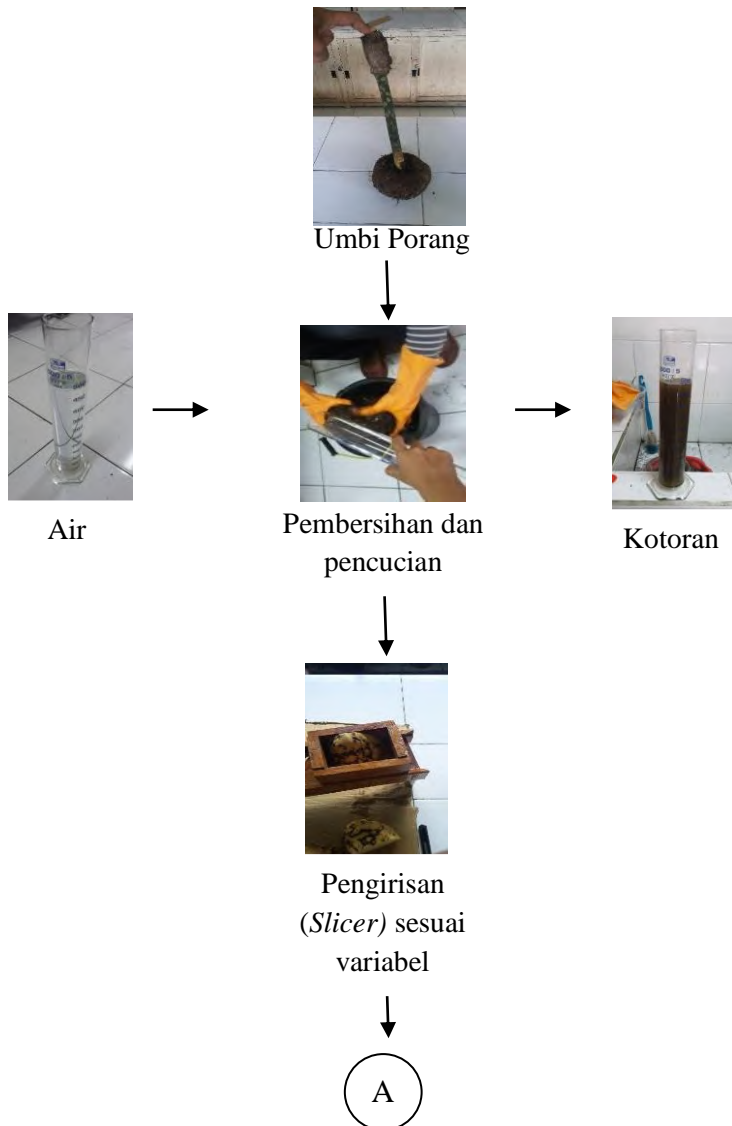 Umbi Porang
Air
Pembersihan dan
pencucian
Kotoran
Pengirisan
(Slicer) sesuai
variabel
A